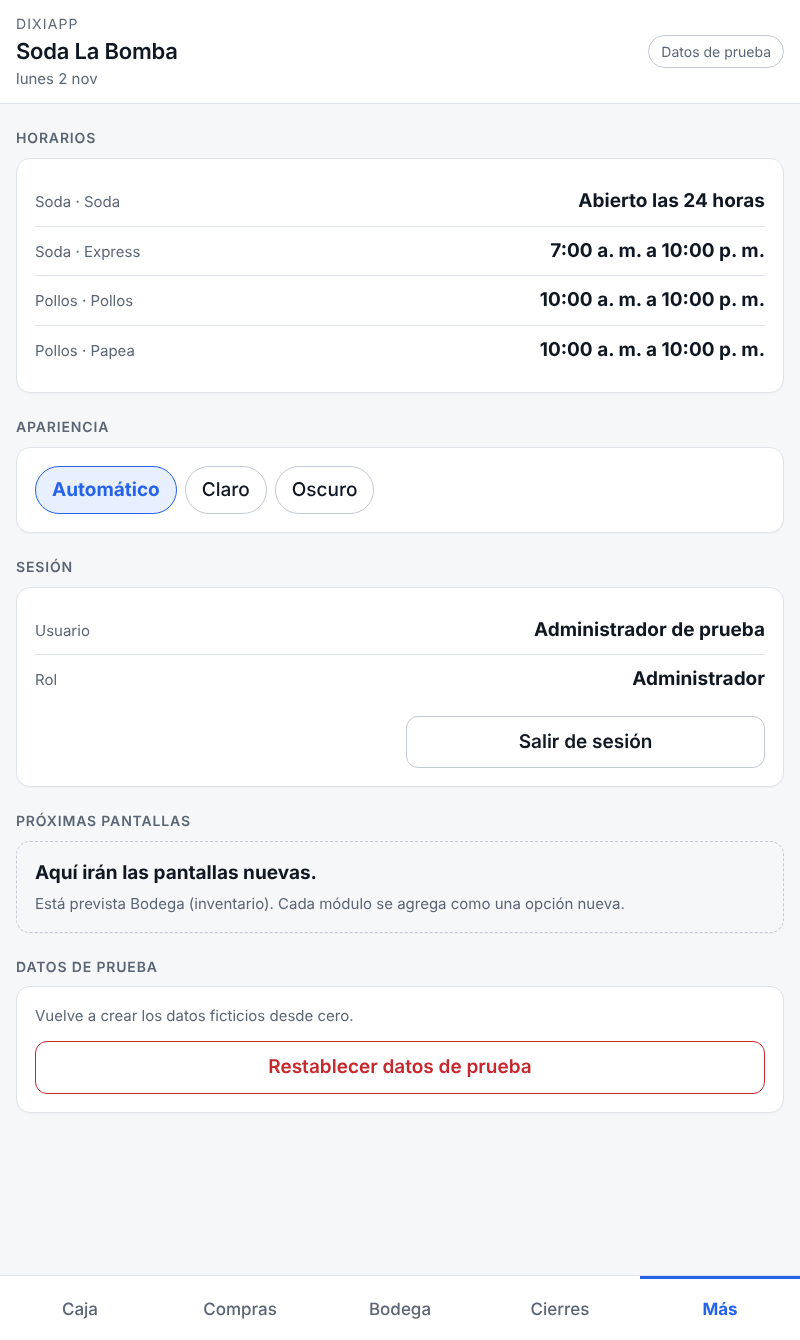 DIXIAPP
Soda La Bomba
lunes 2 nov
Datos de prueba
HORARIOS
Soda · Soda
Abierto las 24 horas
Soda · Express
7:00 a. m. a 10:00 p. m.
Pollos · Pollos
10:00 a. m. a 10:00 p. m.
Pollos · Papea
10:00 a. m. a 10:00 p. m.
APARIENCIA
Automático
Claro
Oscuro
SESIÓN
Usuario
Administrador de prueba
Rol
Administrador
Salir de sesión
PRÓXIMAS PANTALLAS
Aquí irán las pantallas nuevas.
Está prevista Bodega (inventario). Cada módulo se agrega como una opción nueva.
DATOS DE PRUEBA
Vuelve a crear los datos ficticios desde cero.
Restablecer datos de prueba
Caja
Compras
Bodega
Cierres
Más